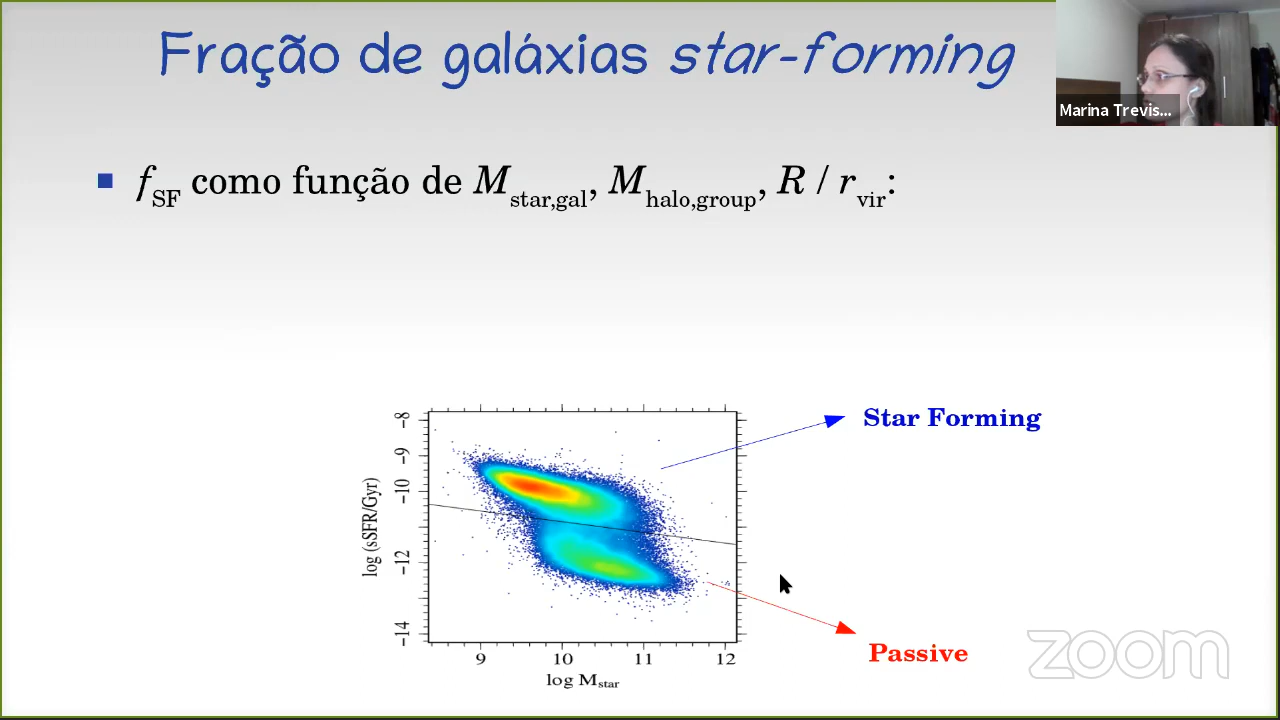 Fração de galáxias star-forming
Marina Trevis...
f_SF como função de M_star,gal, M_halo,group, R / r_vir:
Star Forming
Passive
log (sSFR/Gyr)
-8
-9
-10
-12
-14
9 10 11 12
log M_star
zoom